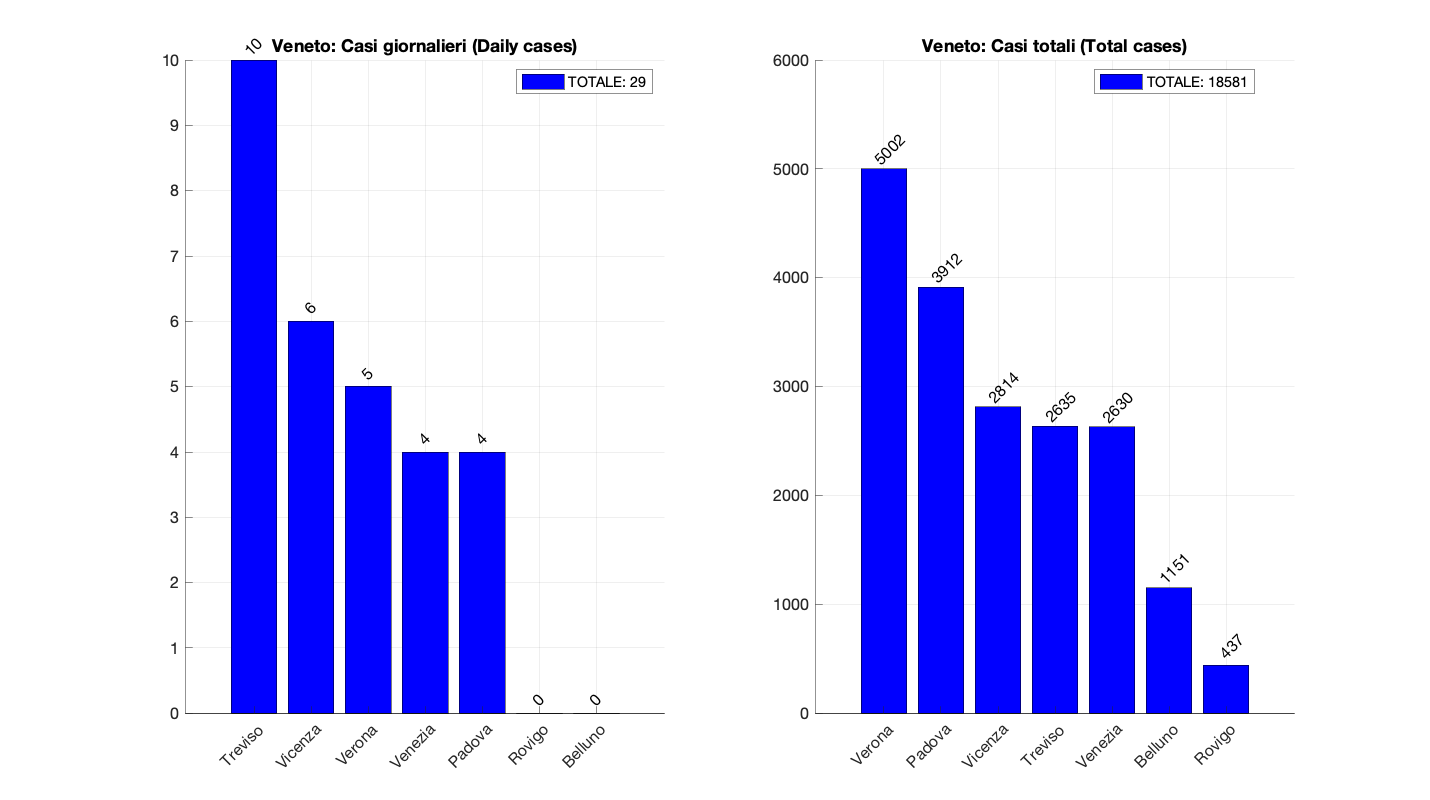 Veneto: Casi giornalieri (Daily cases)
TOTALE: 29
10
9
8
7
6
5
4
3
2
1
0
10
6
5
4
4
0
0
Treviso
Vicenza
Verona
Venezia
Padova
Rovigo
Belluno
Veneto: Casi totali (Total cases)
TOTALE: 18581
6000
5000
4000
3000
2000
1000
0
5002
3912
2814
2635
2630
1151
437
Verona
Padova
Vicenza
Treviso
Venezia
Belluno
Rovigo